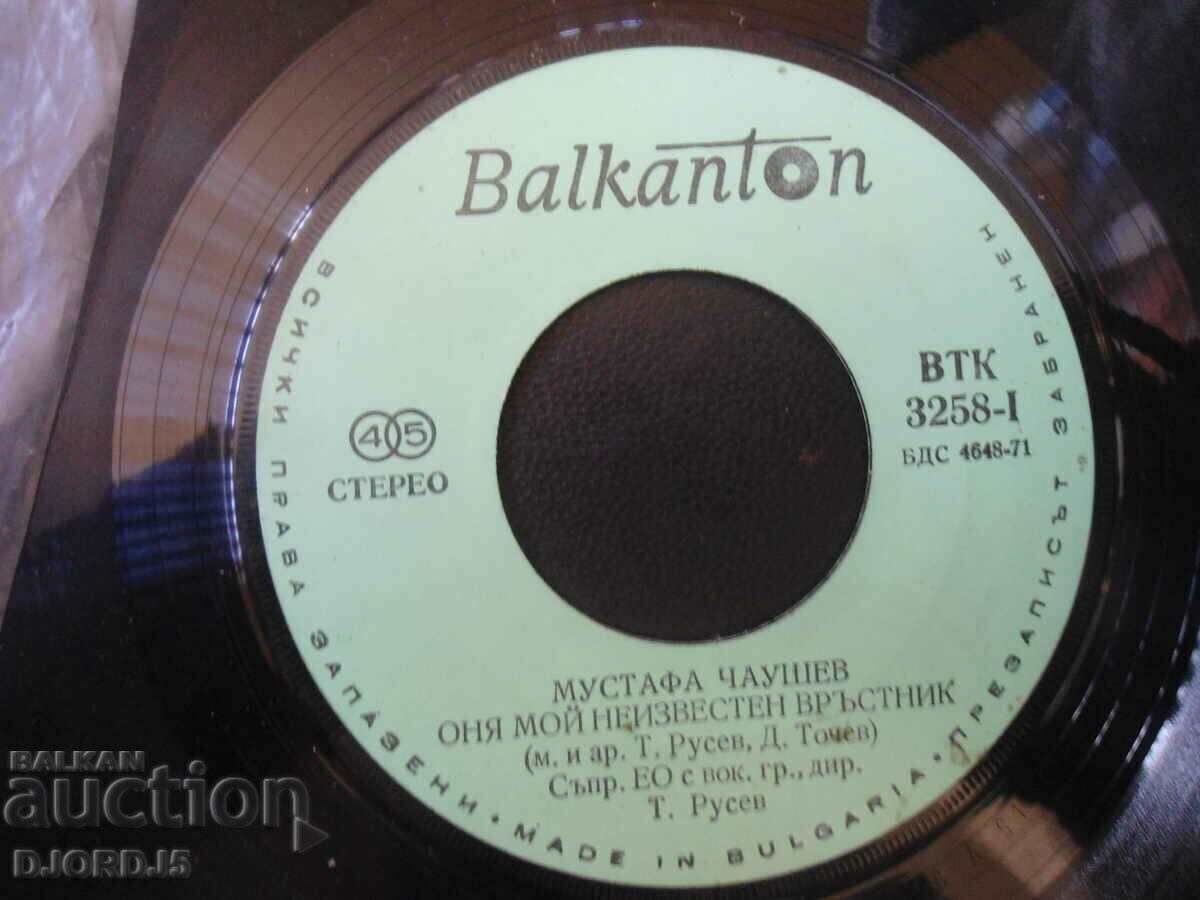 Balkanton
45
СТЕРЕО
ВТК
3258-I
БДС 4648-71
МУСТАФА ЧАУШЕВ
ОНЯ МОЙ НЕИЗВЕСТЕН ВРЪСТНИК
(м. и ар. Т. Русев, Д. Точев)
Съпр. ЕО с вок. гр., дир.
Т. Русев
ВСИЧКИ ПРАВА ЗАПАЗЕНИ • MADE IN BULGARIA • ПРЕЗАПИСЪТ ЗАБРАНЕН
BALKAN
auction
DJORDJ5